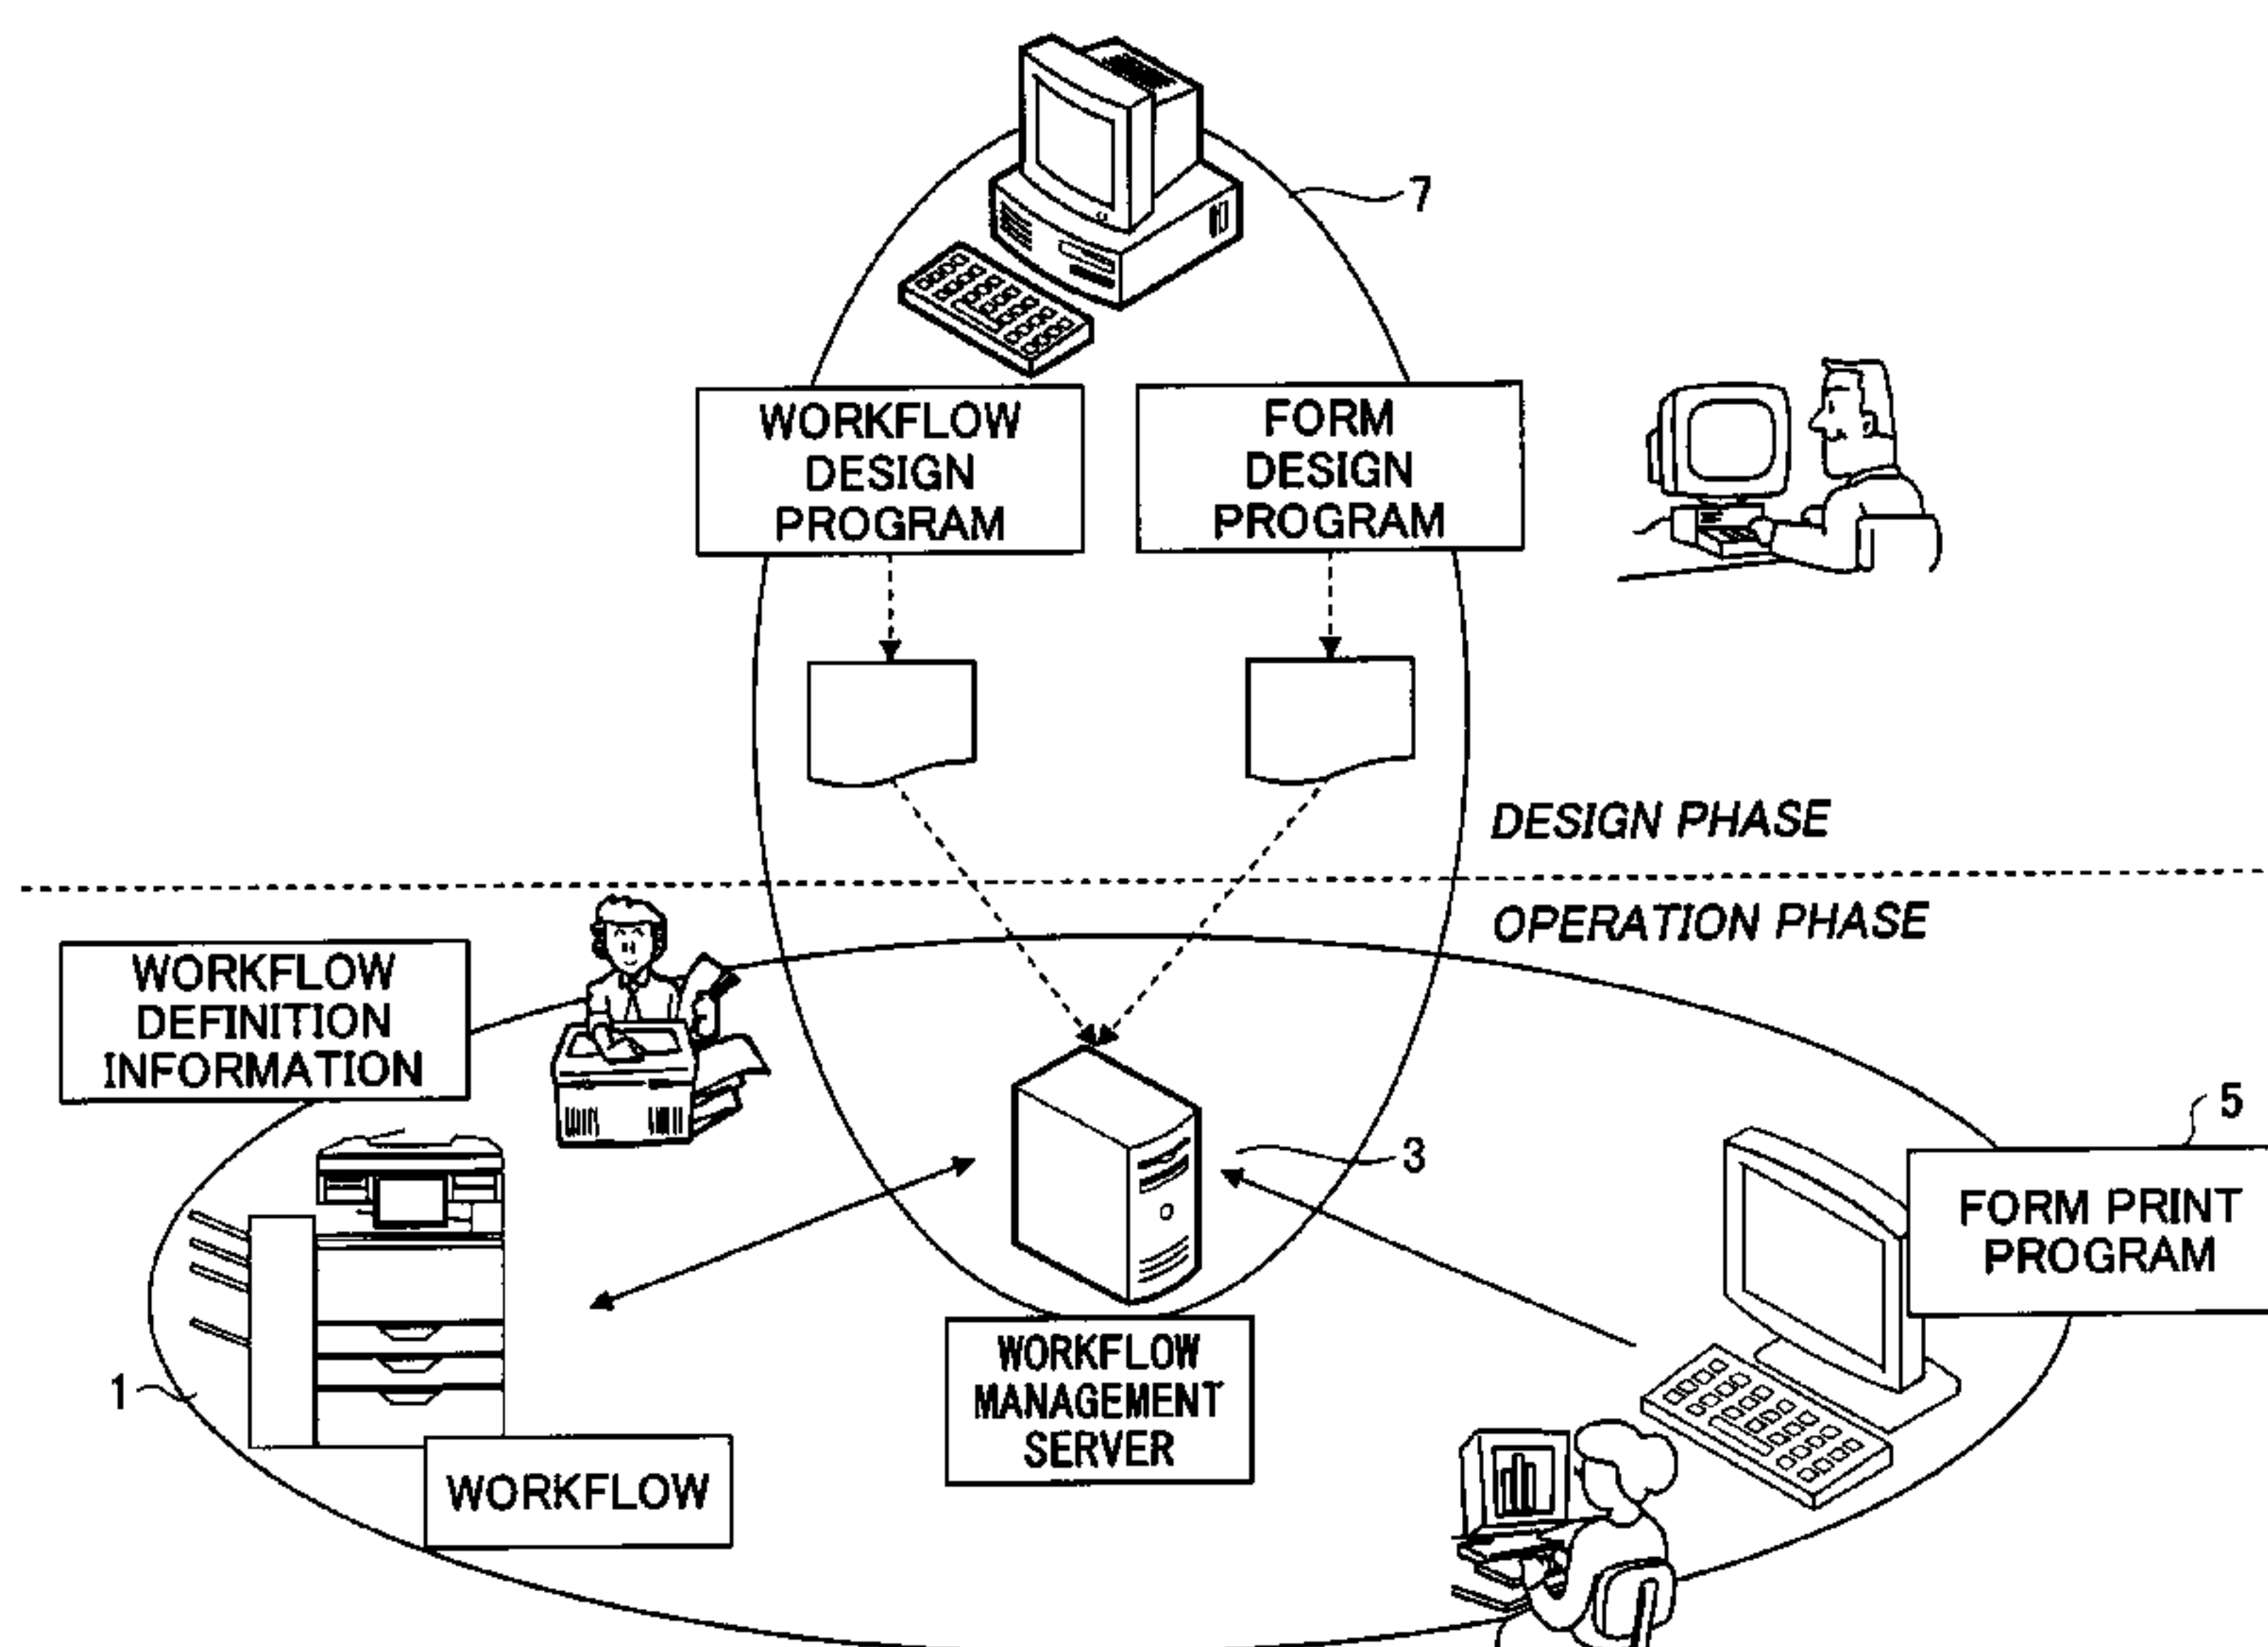 7
WORKFLOW
DESIGN
PROGRAM
FORM
DESIGN
PROGRAM
DESIGN PHASE
OPERATION PHASE
WORKFLOW
DEFINITION
INFORMATION
5
3
FORM PRINT
PROGRAM
1
WORKFLOW
MANAGEMENT
SERVER
WORKFLOW